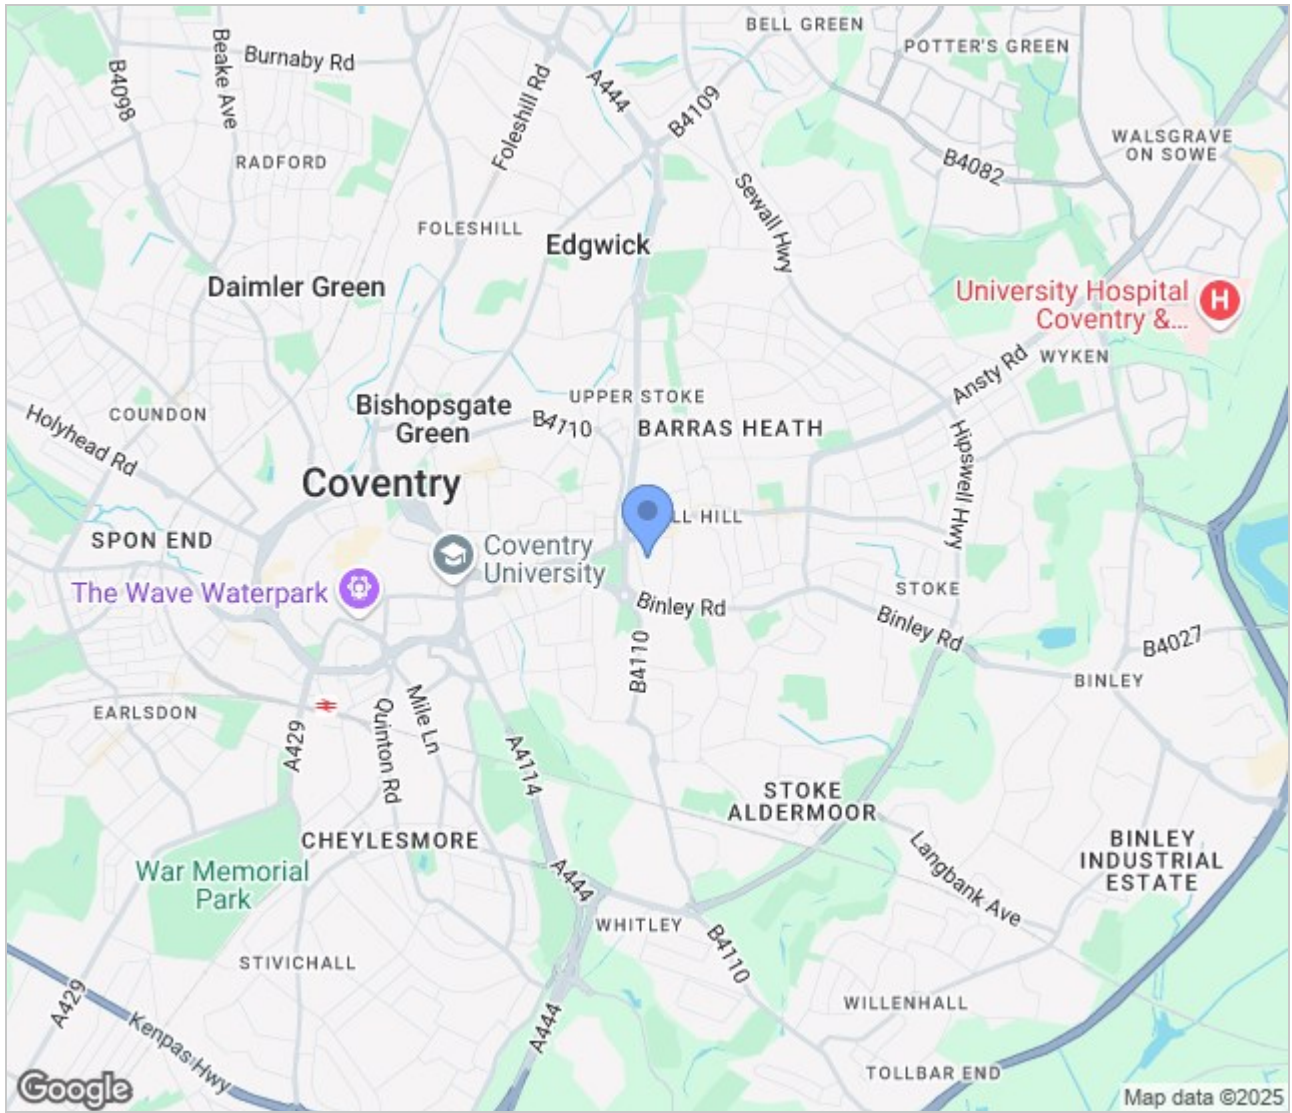 BELL GREEN
POTTER'S GREEN
Burnaby Rd
Beake Ave
B4098
Foleshill Rd
A444
B4109
WALSGRAVE
ON SOWE
RADFORD
B4082
Sewall Hwy
FOLESHILL
Edgwick
Daimler Green
University Hospital
Coventry &...
H
WYKEN
Ansty Rd
UPPER STOKE
Bishopsgate
Green
B4110
BARRAS HEATH
COUNDON
Holyhead Rd
Hipswell Hwy
Coventry
LL HILL
SPON END
Coventry
University
The Wave Waterpark
STOKE
Binley Rd
Binley Rd
B4027
B4110
BINLEY
EARLSDON
A429
Quinton Rd
Mile Ln
A4114
STOKE
ALDERMOOR
CHEYLESMORE
Langbank Ave
BINLEY
INDUSTRIAL
ESTATE
War Memorial
Park
A444
WHITLEY
B4110
STIVICHALL
WILLENHALL
A429
Kenpas Hwy
A444
TOLLBAR END
Google
Map data ©2025